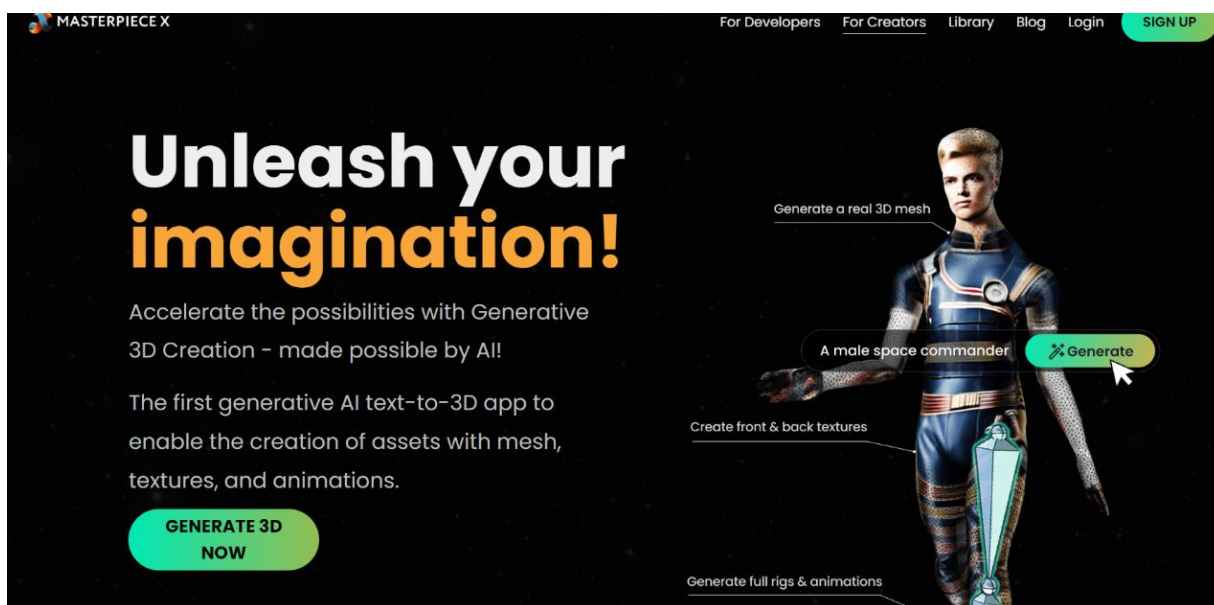 MASTERPIECE X
For Developers
For Creators
Library
Blog
Login
SIGN UP
Unleash your
imagination!
Accelerate the possibilities with Generative
3D Creation - made possible by AI!
The first generative AI text-to-3D app to
enable the creation of assets with mesh,
textures, and animations.
GENERATE 3D
NOW
Generate a real 3D mesh
A male space commander
Generate
Create front & back textures
Generate full rigs & animations